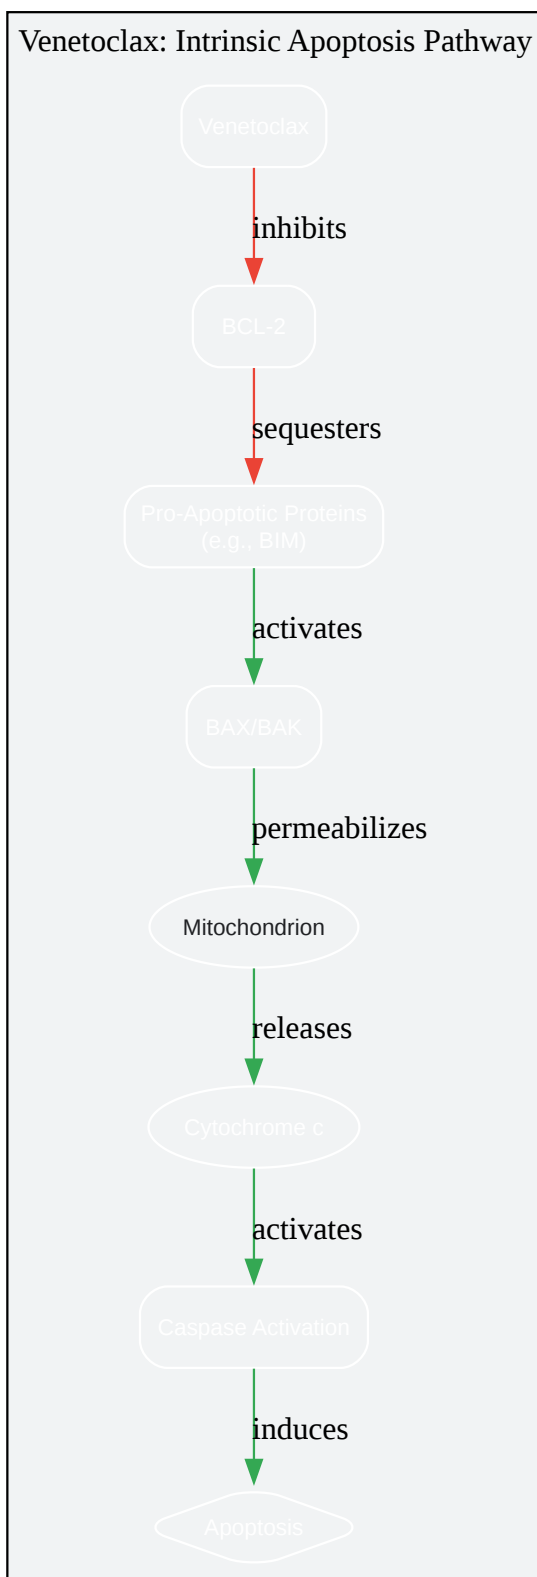 Venetoclax: Intrinsic Apoptosis Pathway
Venetoclax
inhibits
BCL-2
sequesters
Pro-Apoptotic Proteins
(e.g., BIM)
activates
BAX/BAK
permeabilizes
Mitochondrion
releases
Cytochrome c
activates
Caspase Activation
induces
Apoptosis